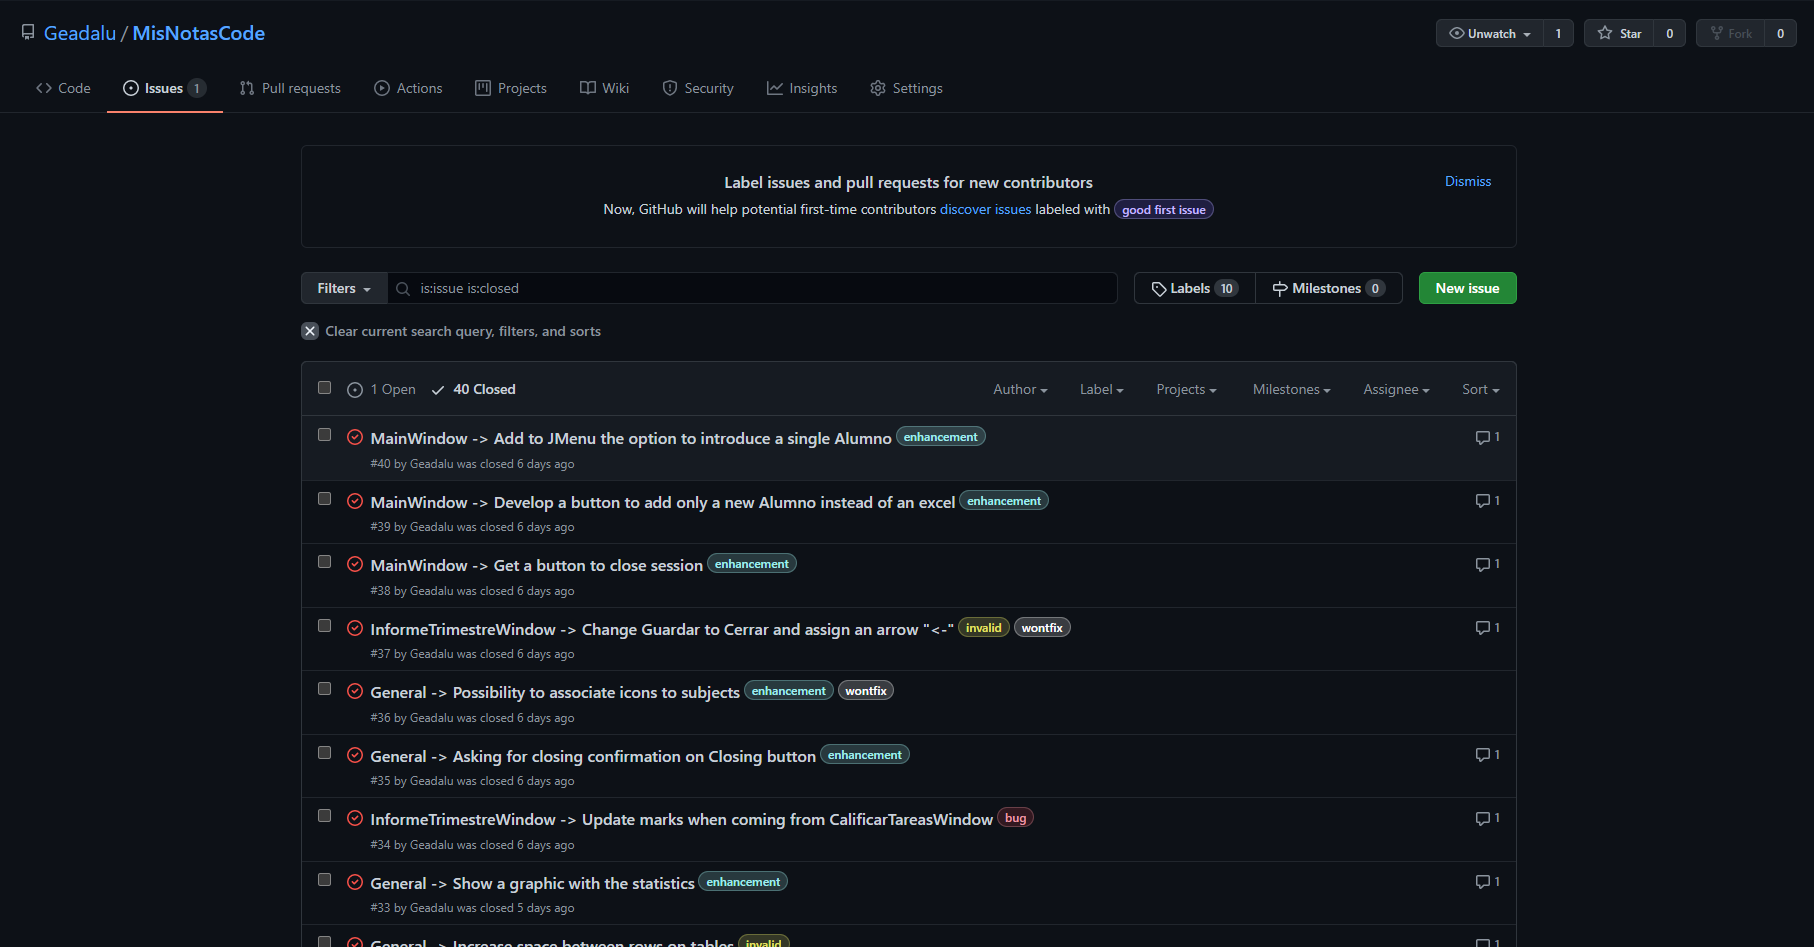 Geadalu / MisNotasCode
Unwatch 1 Star 0 Fork 0
Code Issues 1 Pull requests Actions Projects Wiki Security Insights Settings
Label issues and pull requests for new contributors
Dismiss
Now, GitHub will help potential first-time contributors discover issues labeled with good first issue
Filters is:issue is:closed Labels 10 Milestones 0 New issue
Clear current search query, filters, and sorts
1 Open 40 Closed Author Label Projects Milestones Assignee Sort
MainWindow -> Add to JMenu the option to introduce a single Alumno enhancement 1
#40 by Geadalu was closed 6 days ago
MainWindow -> Develop a button to add only a new Alumno instead of an excel enhancement 1
#39 by Geadalu was closed 6 days ago
MainWindow -> Get a button to close session enhancement 1
#38 by Geadalu was closed 6 days ago
InformeTrimestreWindow -> Change Guardar to Cerrar and assign an arrow "<-" invalid wontfix 1
#37 by Geadalu was closed 6 days ago
General -> Possibility to associate icons to subjects enhancement wontfix
#36 by Geadalu was closed 6 days ago
General -> Asking for closing confirmation on Closing button enhancement 1
#35 by Geadalu was closed 6 days ago
InformeTrimestreWindow -> Update marks when coming from CalificarTareasWindow bug 1
#34 by Geadalu was closed 6 days ago
General -> Show a graphic with the statistics enhancement 1
#33 by Geadalu was closed 5 days ago
General -> Increase space between rows on tables invalid 1